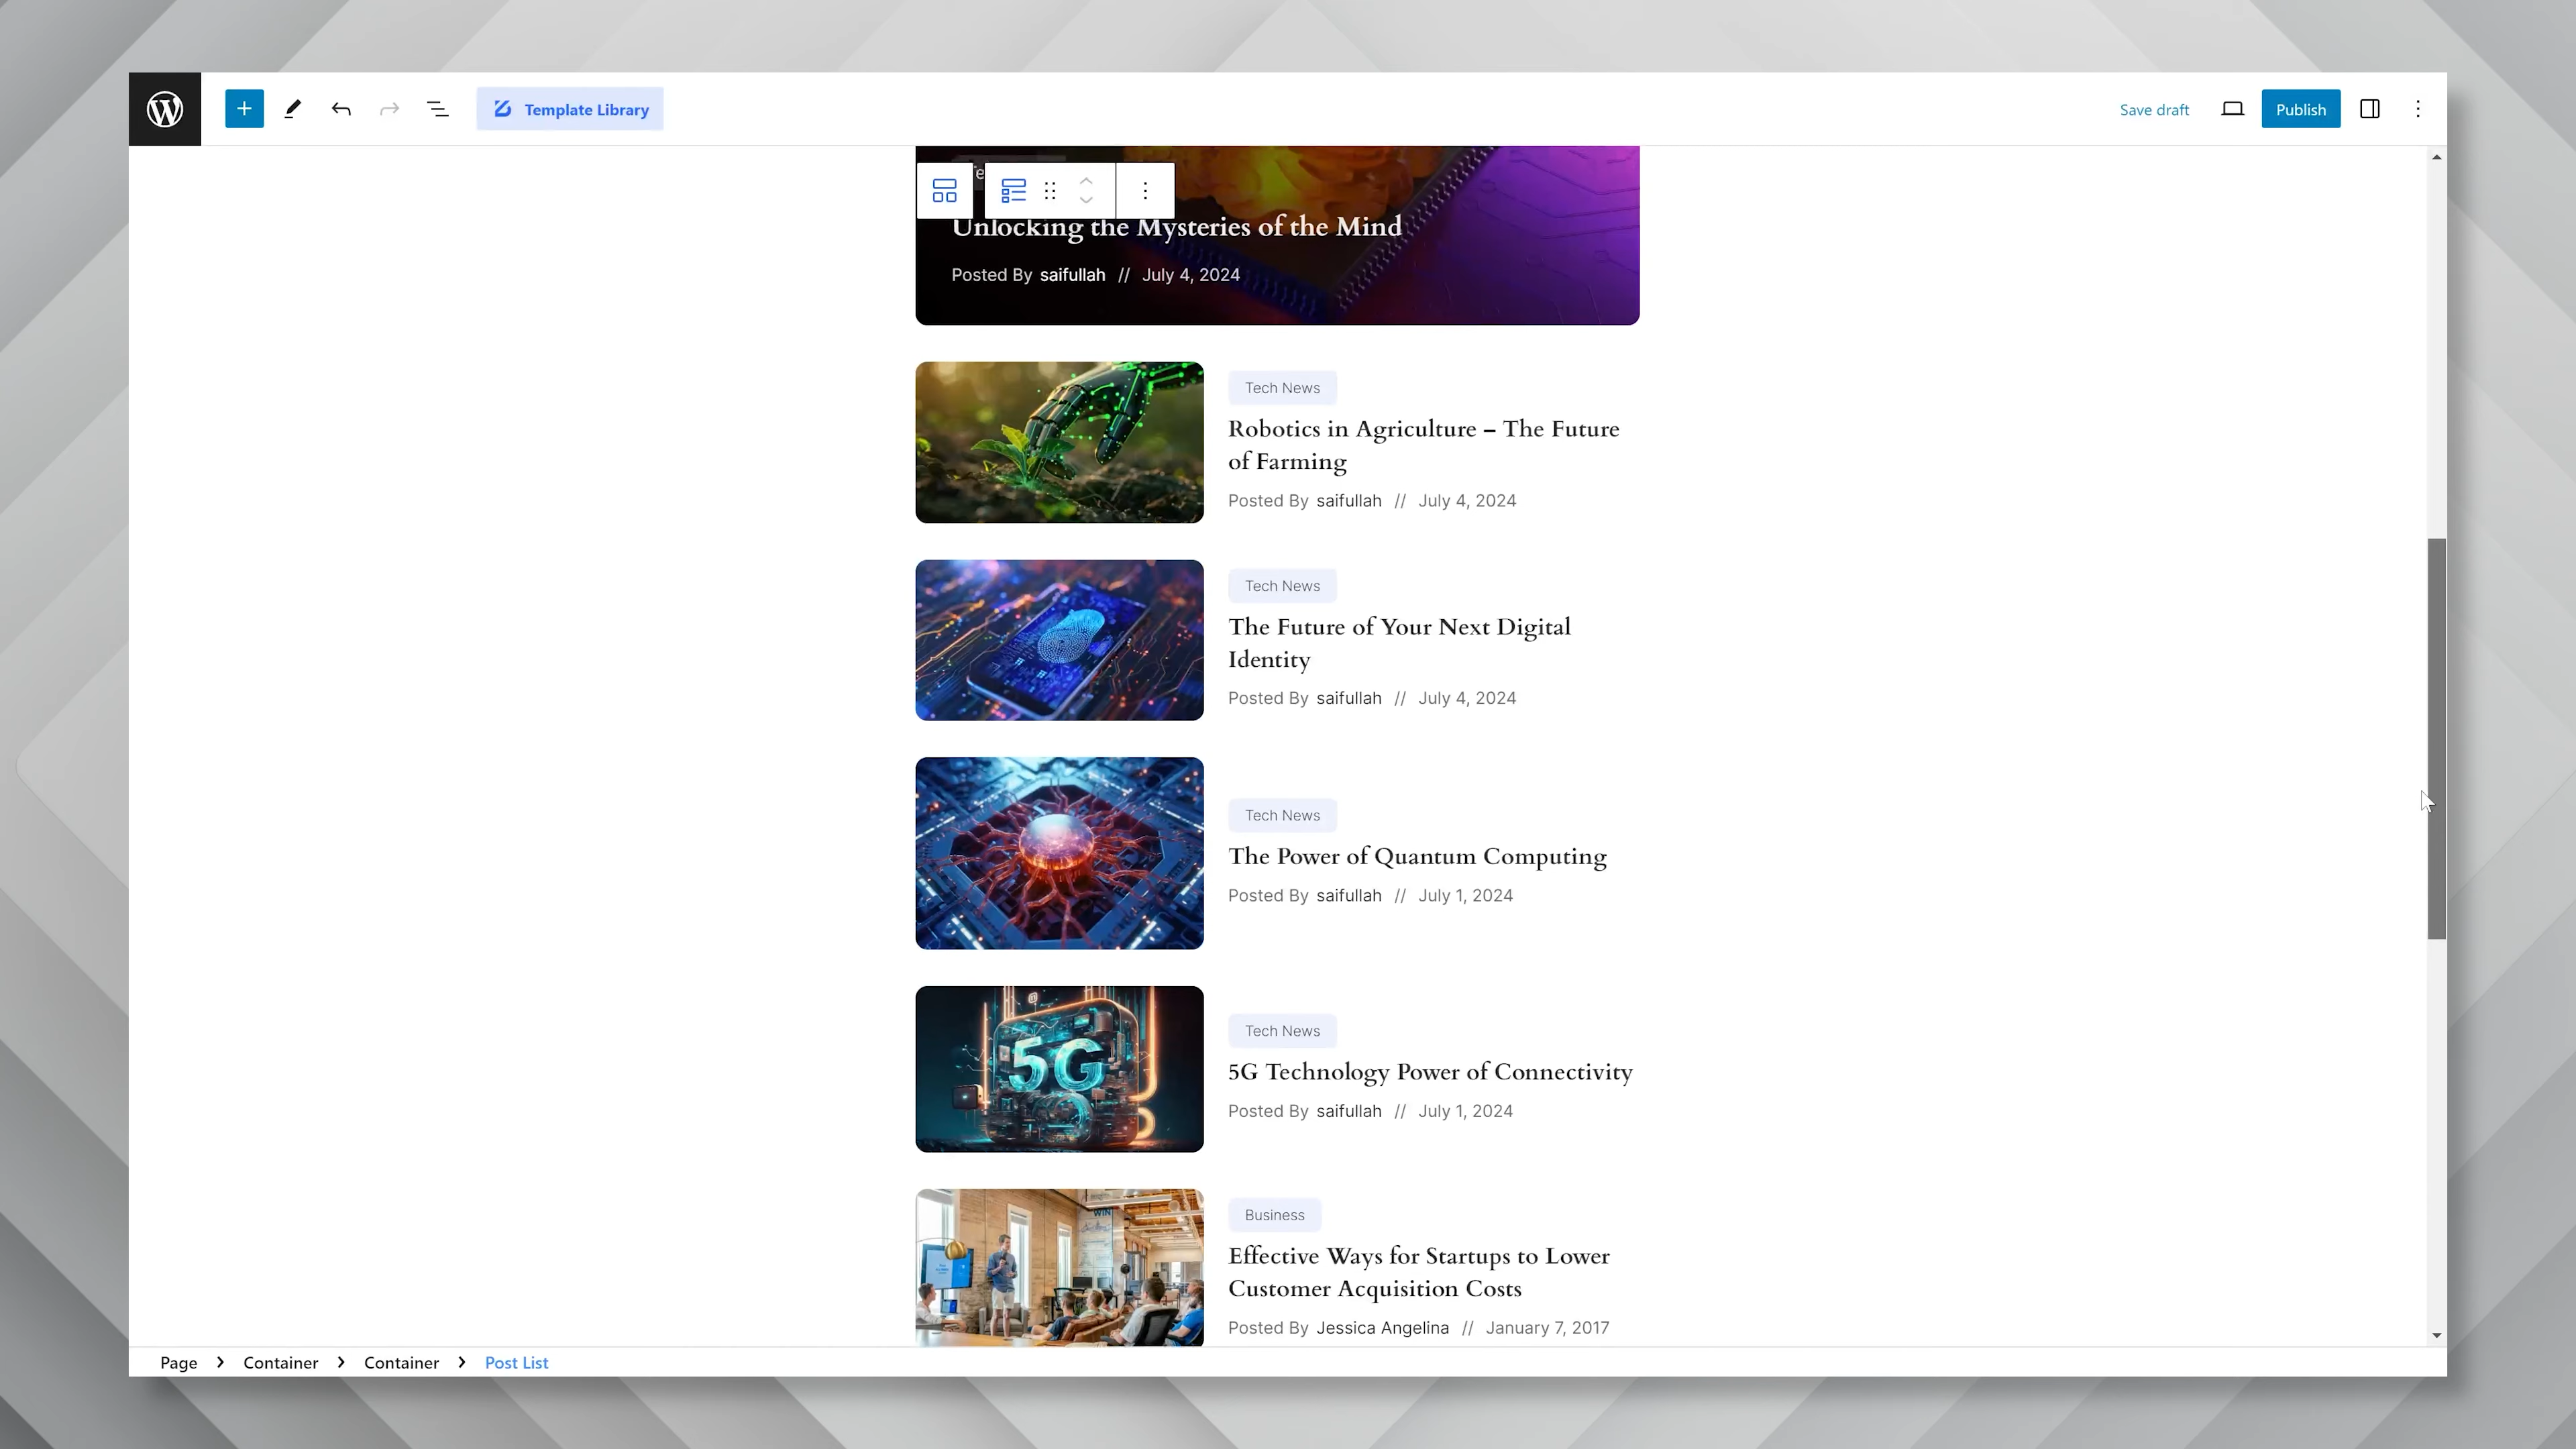 Template Library
Save draft
Publish
Unlocking the Mysteries of the Mind
Posted By saifullah // July 4, 2024
Tech News
Robotics in Agriculture – The Future
of Farming
Posted By saifullah // July 4, 2024
Tech News
The Future of Your Next Digital
Identity
Posted By saifullah // July 4, 2024
Tech News
The Power of Quantum Computing
Posted By saifullah // July 1, 2024
5G
Tech News
5G Technology Power of Connectivity
Posted By saifullah // July 1, 2024
WIN
Business
Effective Ways for Startups to Lower
Customer Acquisition Costs
Posted By Jessica Angelina // January 7, 2017
Page > Container > Container > Post List